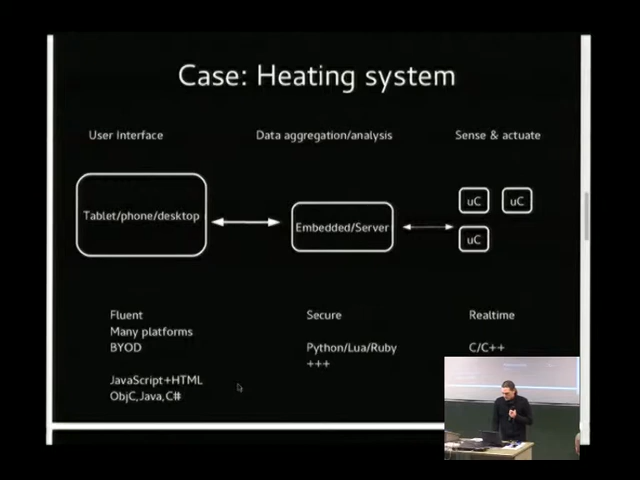 Case: Heating system
User Interface
Data aggregation/analysis
Sense & actuate
Tablet/phone/desktop
Embedded/Server
uC
uC
uC
Fluent
Many platforms
BYOD
JavaScript+HTML
ObjC,Java,C#
Secure
Python/Lua/Ruby
+++
Realtime
C/C++